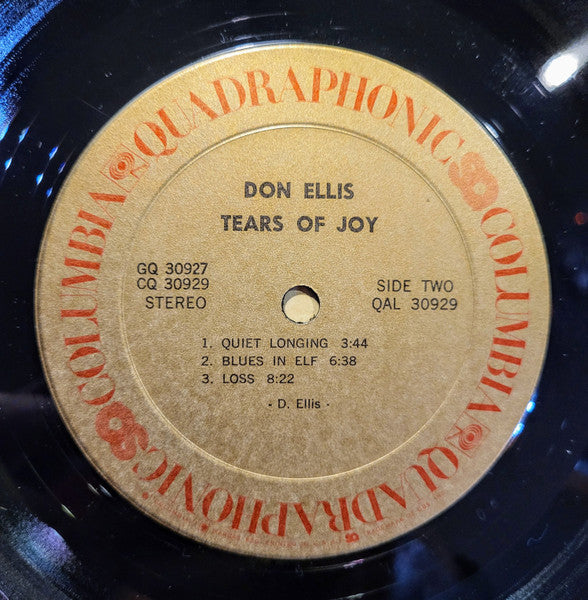 COLUMBIA QUADRAPHONIC COLUMBIA QUADRAPHONIC
DON ELLIS
TEARS OF JOY
GQ 30927
CQ 30929
STEREO
SIDE TWO
QAL 30929
1. QUIET LONGING 3:44
2. BLUES IN ELF 6:38
3. LOSS 8:22
- D. Ellis -